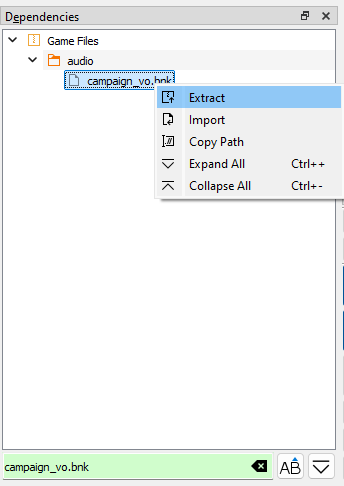 Dependencies
Game Files
audio
campaign_vo.bnk
Extract
Import
Copy Path
Expand All Ctrl++
Collapse All Ctrl+-
campaign_vo.bnk
AB